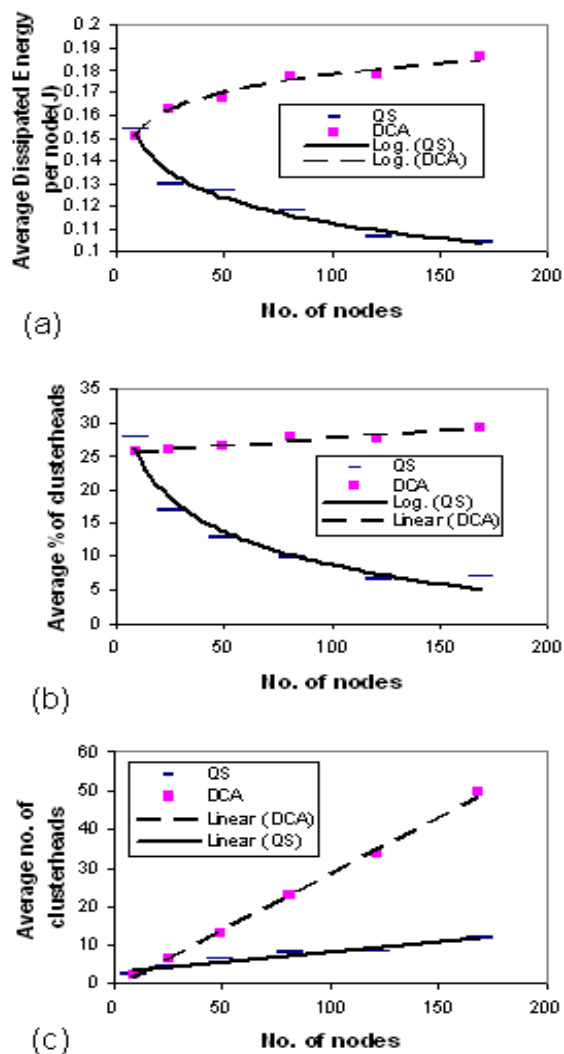 Average Dissipated Energy
per node(J)
0.2
0.19
0.18
0.17
0.16
0.15
0.14
0.13
0.12
0.11
0.1
QS
DCA
Log. (QS)
Log. (DCA)
0
50
100
150
200
No. of nodes
(a)
Average % of clusterheads
35
30
25
20
15
10
5
0
QS
DCA
Log. (QS)
Linear (DCA)
0
50
100
150
200
No. of nodes
(b)
Average no. of
clusterheads
60
50
40
30
20
10
0
QS
DCA
Linear (DCA)
Linear (QS)
0
50
100
150
200
No. of nodes
(c)